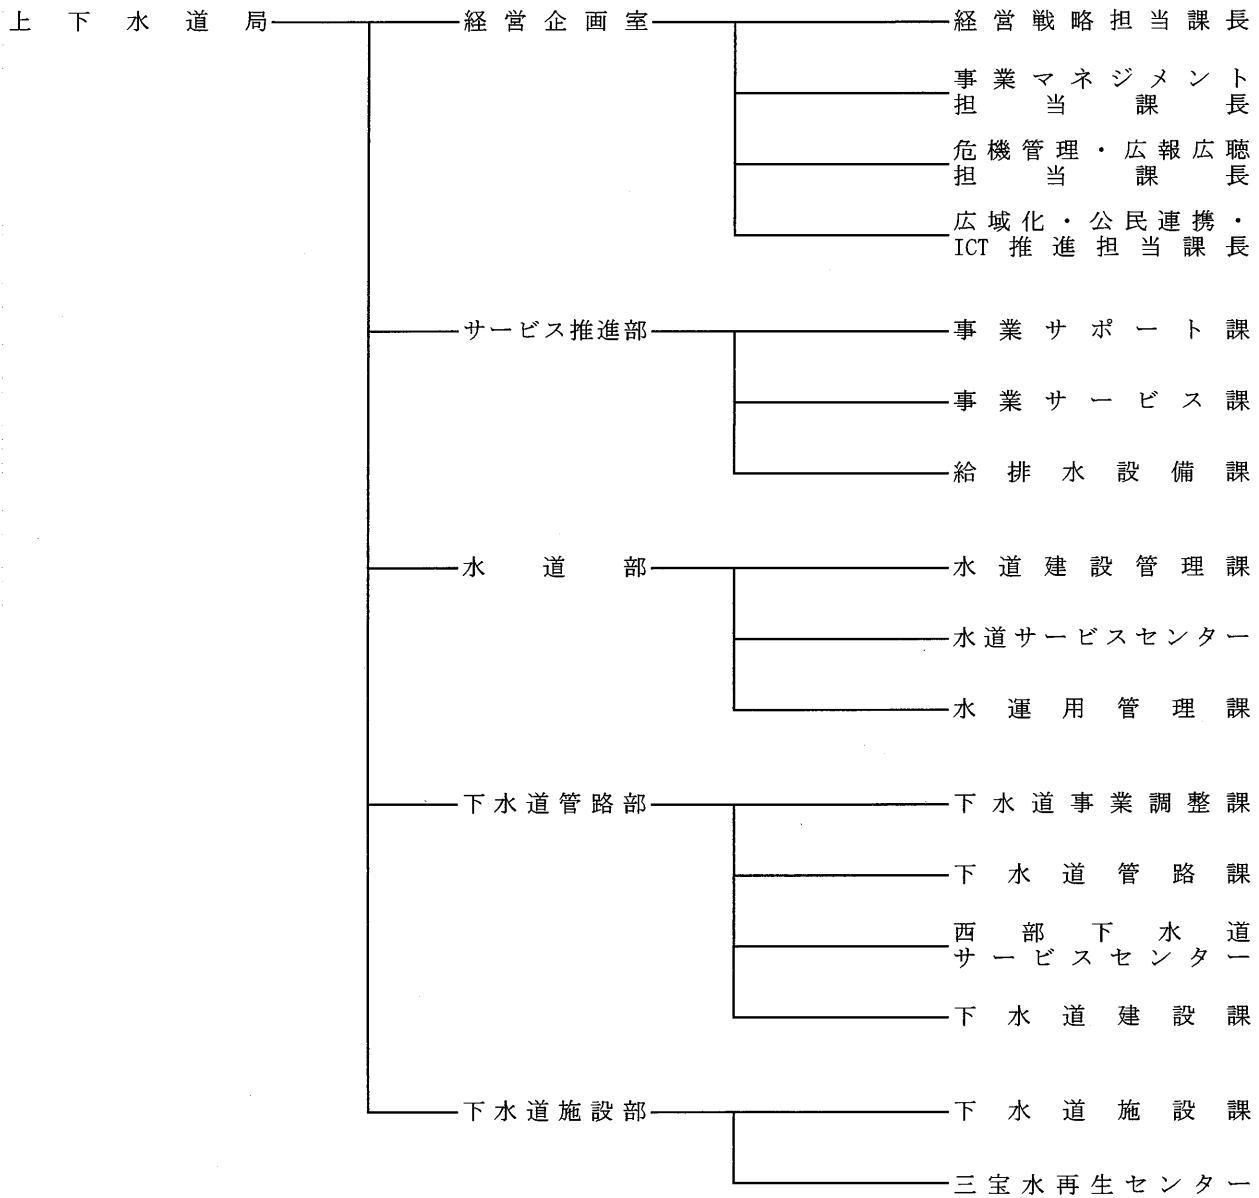 上下水道局
経営企画室
経営戦略担当課長
事業マネジメント
担当課長
危機管理・広報広聴
担当課長
広域化・公民連携・
ICT推進担当課長
サービス推進部
事業サポート課
事業サービス課
給排水設備課
水道部
水道建設管理課
水道サービスセンター
水運用管理課
下水道管路部
下水道事業調整課
下水道管路課
西部下水道
サービスセンター
下水道建設課
下水道施設部
下水道施設課
三宝水再生センター